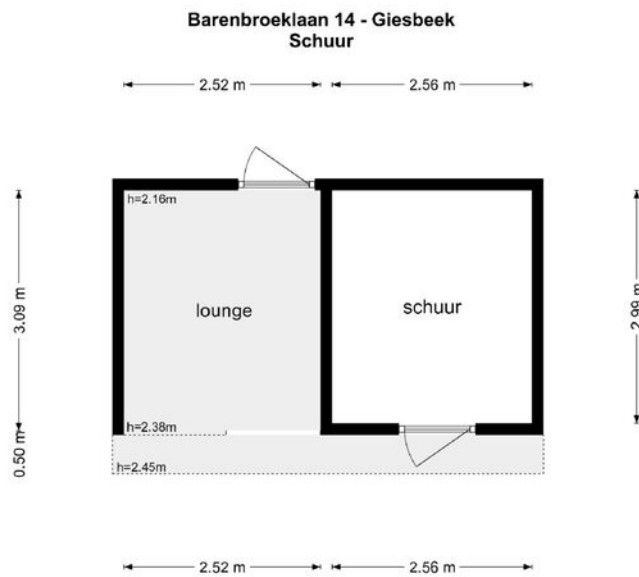 Barenbroeklaan 14 - Giesbeek
Schuur
2.52 m
2.56 m
h=2.16m
3.09 m
lounge
schuur
2.99 m
h=2.38m
0.50 m
h=2.45m
2.52 m
2.56 m